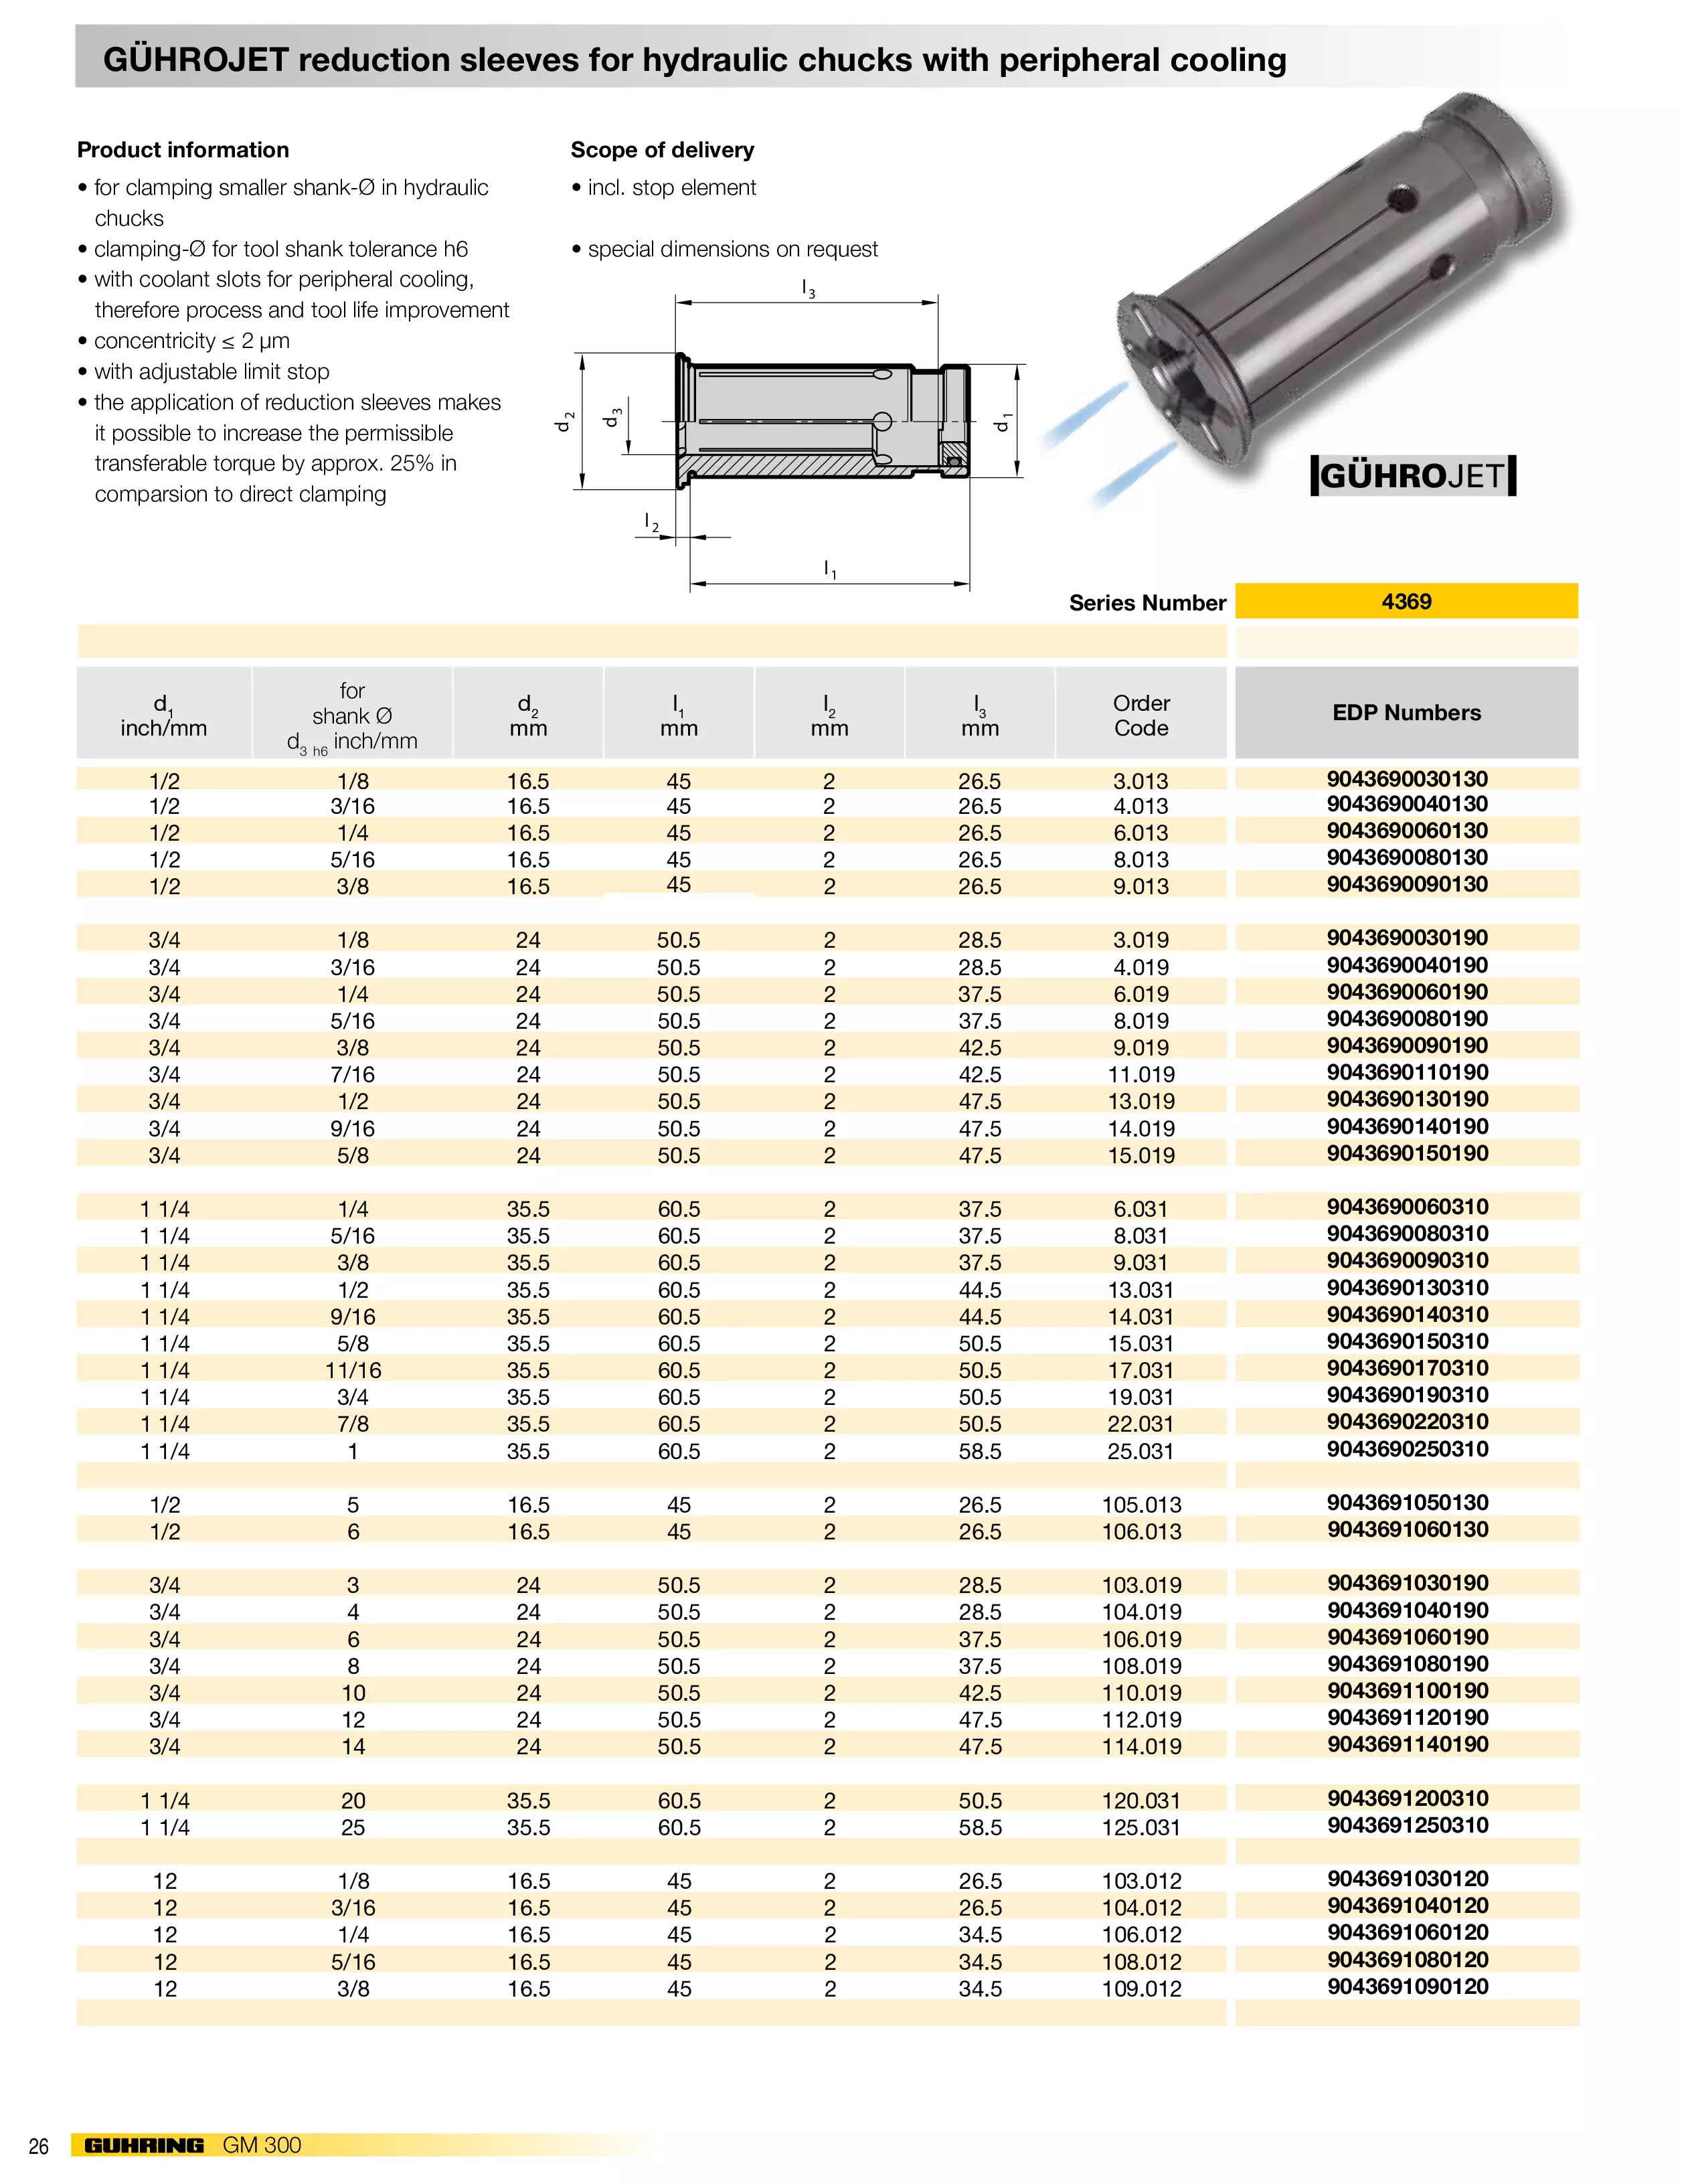 GÜHROJET reduction sleeves for hydraulic chucks with peripheral cooling
Product information
• for clamping smaller shank-Ø in hydraulic
chucks
• clamping-Ø for tool shank tolerance h6
• with coolant slots for peripheral cooling,
therefore process and tool life improvement
• concentricity ≤ 2 µm
• with adjustable limit stop
• the application of reduction sleeves makes
it possible to increase the permissible
transferable torque by approx. 25% in
comparsion to direct clamping
Scope of delivery
• incl. stop element
• special dimensions on request
l3
d2
d3
d1
l2
l1
GÜHROJET
Series Number 4369
d1 inch/mm for shank Ø d3 h6 inch/mm d2 mm l1 mm l2 mm l3 mm Order Code EDP Numbers
1/2 1/8 16.5 45 2 26.5 3.013 9043690030130
1/2 3/16 16.5 45 2 26.5 4.013 9043690040130
1/2 1/4 16.5 45 2 26.5 6.013 9043690060130
1/2 5/16 16.5 45 2 26.5 8.013 9043690080130
1/2 3/8 16.5 45 2 26.5 9.013 9043690090130
3/4 1/8 24 50.5 2 28.5 3.019 9043690030190
3/4 3/16 24 50.5 2 28.5 4.019 9043690040190
3/4 1/4 24 50.5 2 37.5 6.019 9043690060190
3/4 5/16 24 50.5 2 37.5 8.019 9043690080190
3/4 3/8 24 50.5 2 42.5 9.019 9043690090190
3/4 7/16 24 50.5 2 42.5 11.019 9043690110190
3/4 1/2 24 50.5 2 47.5 13.019 9043690130190
3/4 9/16 24 50.5 2 47.5 14.019 9043690140190
3/4 5/8 24 50.5 2 47.5 15.019 9043690150190
1 1/4 1/4 35.5 60.5 2 37.5 6.031 9043690060310
1 1/4 5/16 35.5 60.5 2 37.5 8.031 9043690080310
1 1/4 3/8 35.5 60.5 2 37.5 9.031 9043690090310
1 1/4 1/2 35.5 60.5 2 44.5 13.031 9043690130310
1 1/4 9/16 35.5 60.5 2 44.5 14.031 9043690140310
1 1/4 5/8 35.5 60.5 2 50.5 15.031 9043690150310
1 1/4 11/16 35.5 60.5 2 50.5 17.031 9043690170310
1 1/4 3/4 35.5 60.5 2 50.5 19.031 9043690190310
1 1/4 7/8 35.5 60.5 2 50.5 22.031 9043690220310
1 1/4 1 35.5 60.5 2 58.5 25.031 9043690250310
1/2 5 16.5 45 2 26.5 105.013 9043691050130
1/2 6 16.5 45 2 26.5 106.013 9043691060130
3/4 3 24 50.5 2 28.5 103.019 9043691030190
3/4 4 24 50.5 2 28.5 104.019 9043691040190
3/4 6 24 50.5 2 37.5 106.019 9043691060190
3/4 8 24 50.5 2 37.5 108.019 9043691080190
3/4 10 24 50.5 2 42.5 110.019 9043691100190
3/4 12 24 50.5 2 47.5 112.019 9043691120190
3/4 14 24 50.5 2 47.5 114.019 9043691140190
1 1/4 20 35.5 60.5 2 50.5 120.031 9043691200310
1 1/4 25 35.5 60.5 2 58.5 125.031 9043691250310
12 1/8 16.5 45 2 26.5 103.012 9043691030120
12 3/16 16.5 45 2 26.5 104.012 9043691040120
12 1/4 16.5 45 2 34.5 106.012 9043691060120
12 5/16 16.5 45 2 34.5 108.012 9043691080120
12 3/8 16.5 45 2 34.5 109.012 9043691090120
26 GUHRING GM 300